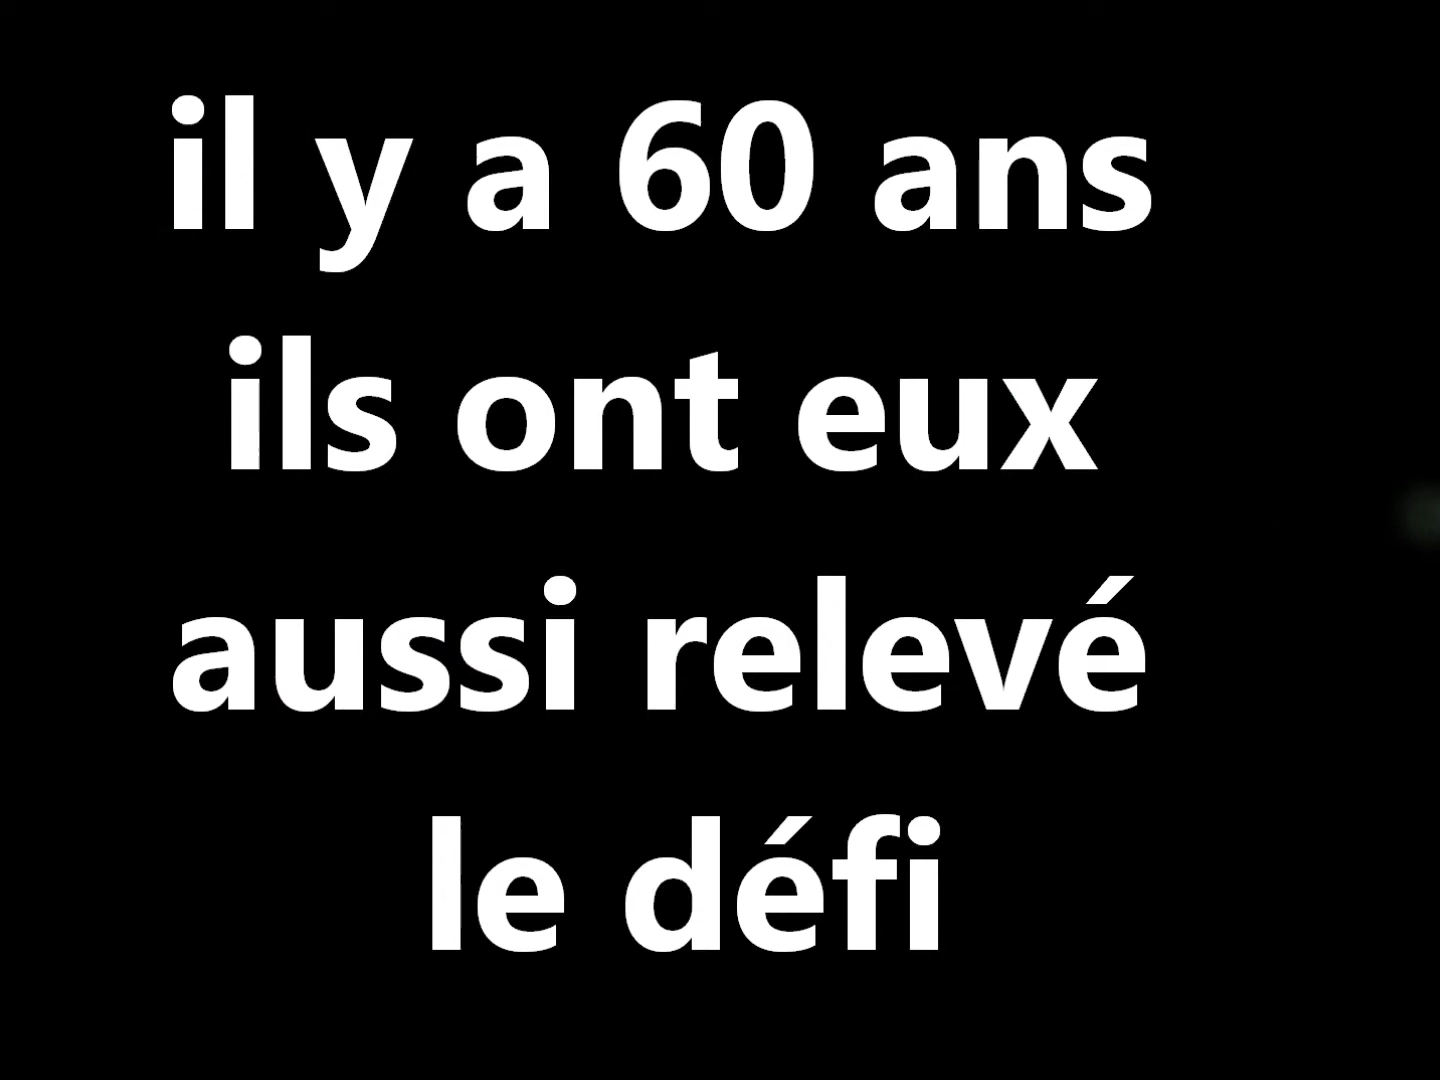 il y a 60 ans
ils ont eux
aussi relevé
le défi